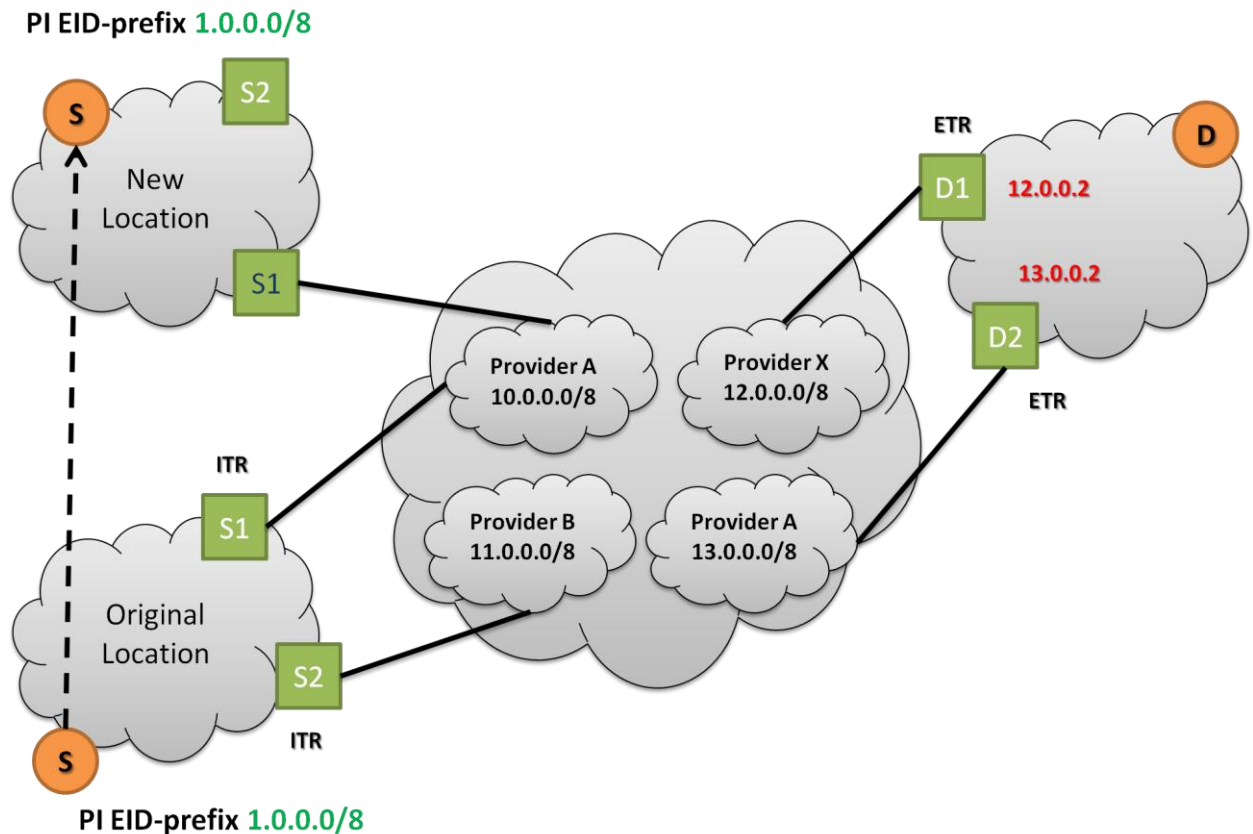 PI EID-prefix 1.0.0.0/8
S
S2
New
Location
S1
ETR
D
D1
12.0.0.2
13.0.0.2
D2
ETR
Provider A
10.0.0.0/8
Provider X
12.0.0.0/8
Provider B
11.0.0.0/8
Provider A
13.0.0.0/8
ITR
S1
Original
Location
S2
ITR
S
PI EID-prefix 1.0.0.0/8